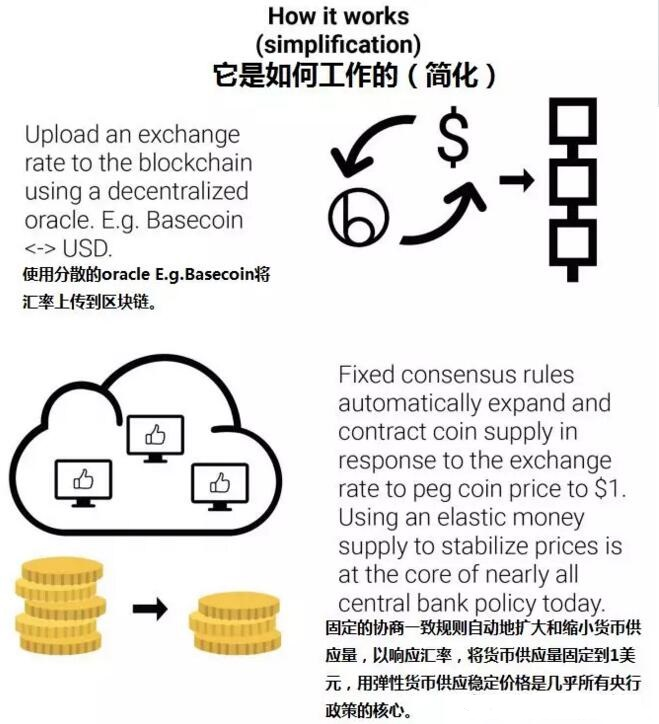 How it works
(simplification)
它是如何工作的（简化）
Upload an exchange
rate to the blockchain
using a decentralized
oracle. E.g. Basecoin
<-> USD.
使用分散的oracle E.g.Basecoin将
汇率上传到区块链。
$
b
Fixed consensus rules
automatically expand and
contract coin supply in
response to the exchange
rate to peg coin price to $1.
Using an elastic money
supply to stabilize prices is
at the core of nearly all
central bank policy today.
固定的协商一致规则自动地扩大和缩小货币供
应量，以响应汇率，将货币供应量固定到1美
元，用弹性货币供应稳定价格是几乎所有央行
政策的核心。